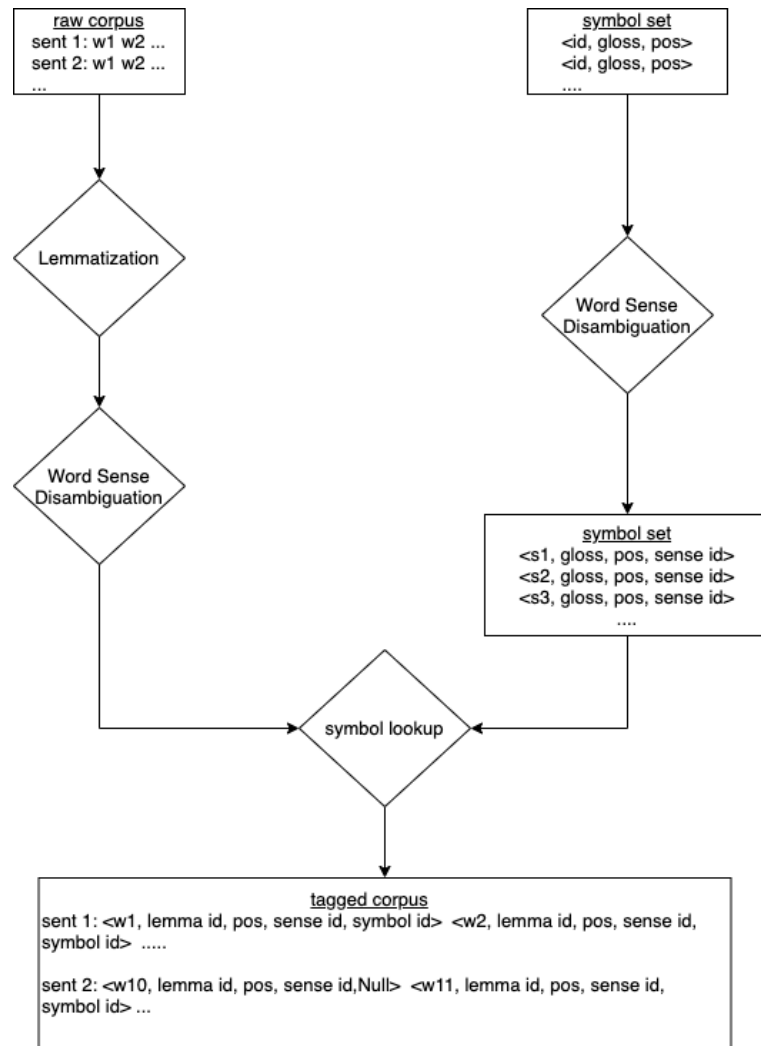 raw corpus
sent 1: w1 w2 ...
sent 2: w1 w2 ...
...
symbol set
<id, gloss, pos>
<id, gloss, pos>
....
Lemmatization
Word Sense
Disambiguation
Word Sense
Disambiguation
symbol set
<s1, gloss, pos, sense id>
<s2, gloss, pos, sense id>
<s3, gloss, pos, sense id>
....
symbol lookup
tagged corpus
sent 1: <w1, lemma id, pos, sense id, symbol id> <w2, lemma id, pos, sense id,
symbol id> .....
sent 2: <w10, lemma id, pos, sense id,Null> <w11, lemma id, pos, sense id,
symbol id> ...